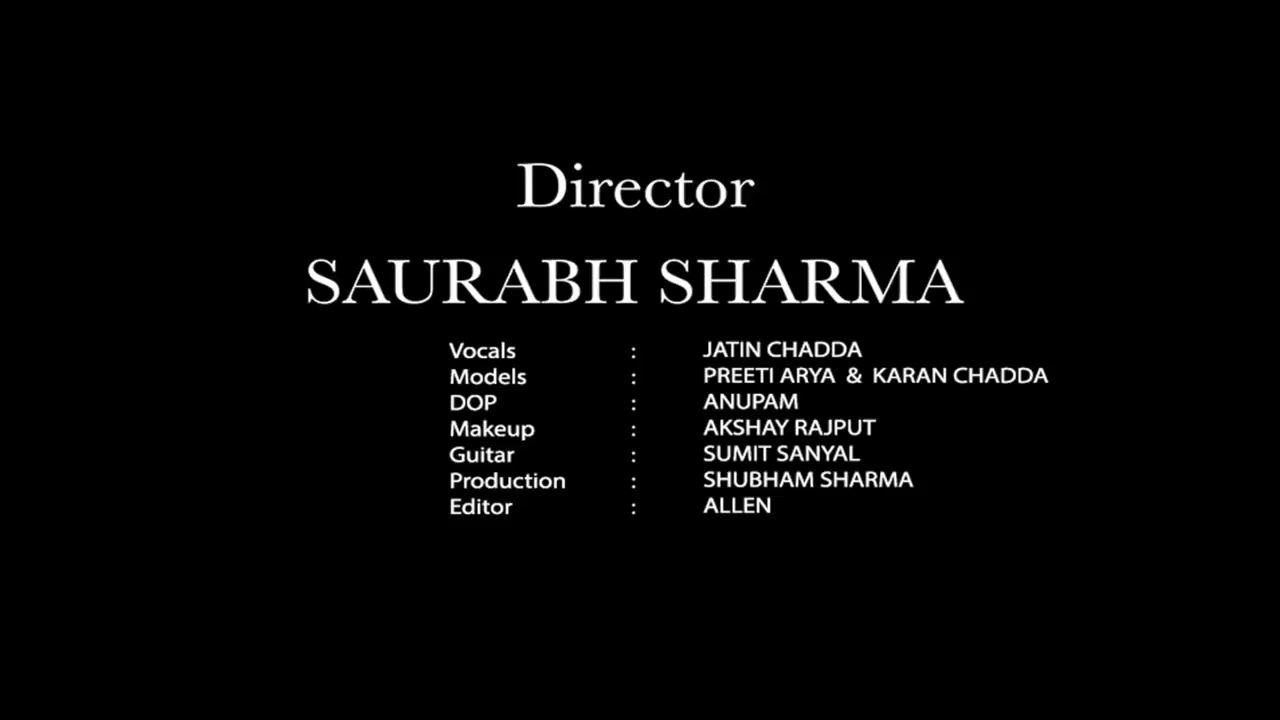 Director
SAURABH SHARMA
Vocals : JATIN CHADDA
Models : PREETI ARYA & KARAN CHADDA
DOP : ANUPAM
Makeup : AKSHAY RAJPUT
Guitar : SUMIT SANYAL
Production : SHUBHAM SHARMA
Editor : ALLEN